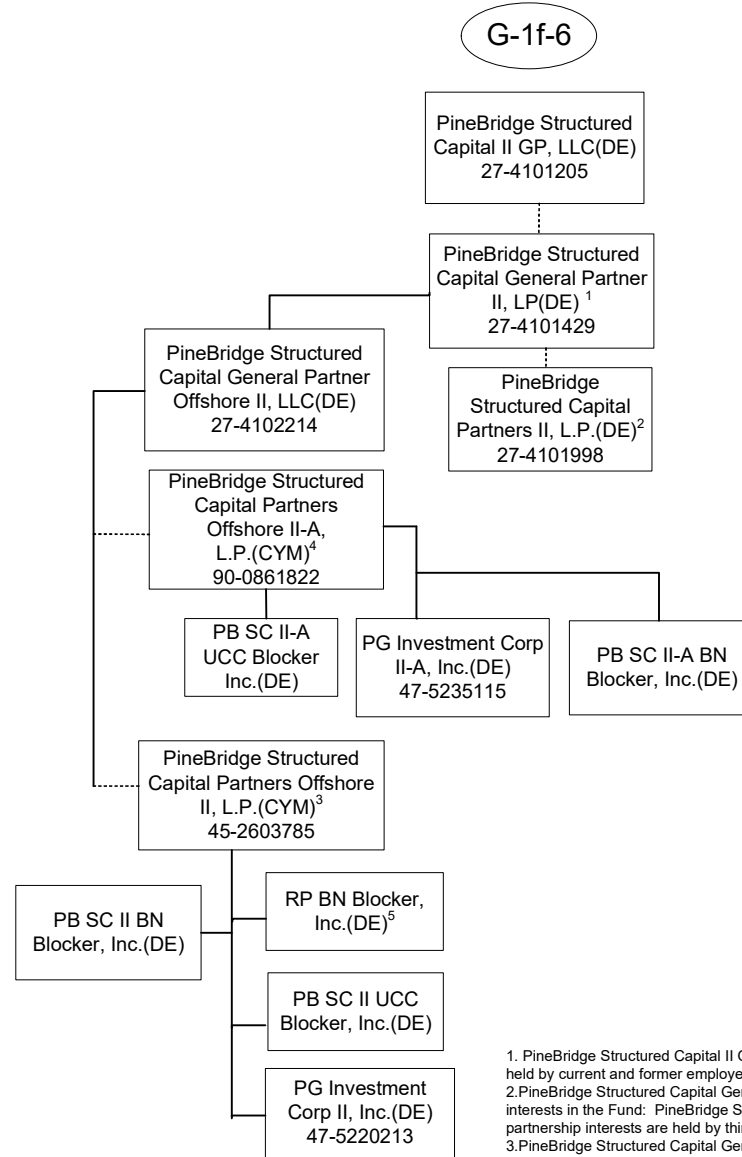 G-1f-6
PineBridge Structured
Capital II GP, LLC(DE)
27-4101205
PineBridge Structured
Capital General Partner
II, LP(DE) 1
27-4101429
PineBridge Structured
Capital General Partner
Offshore II, LLC(DE)
27-4102214
PineBridge
Structured Capital
Partners II, L.P.(DE)2
27-4101998
PineBridge Structured
Capital Partners
Offshore II-A,
L.P.(CYM)4
90-0861822
PB SC II-A
UCC Blocker
Inc.(DE)
PG Investment Corp
II-A, Inc.(DE)
47-5235115
PB SC II-A BN
Blocker, Inc.(DE)
PineBridge Structured
Capital Partners Offshore
II, L.P.(CYM)3
45-2603785
PB SC II BN
Blocker, Inc.(DE)
RP BN Blocker,
Inc.(DE)5
PB SC II UCC
Blocker, Inc.(DE)
PG Investment
Corp II, Inc.(DE)
47-5220213
1. PineBridge Structured Capital II
held by current and former
2.PineBridge Structured Capital
interests in the Fund: PineBridge
partnership interests are held by
3.PineBridge Structured Capital